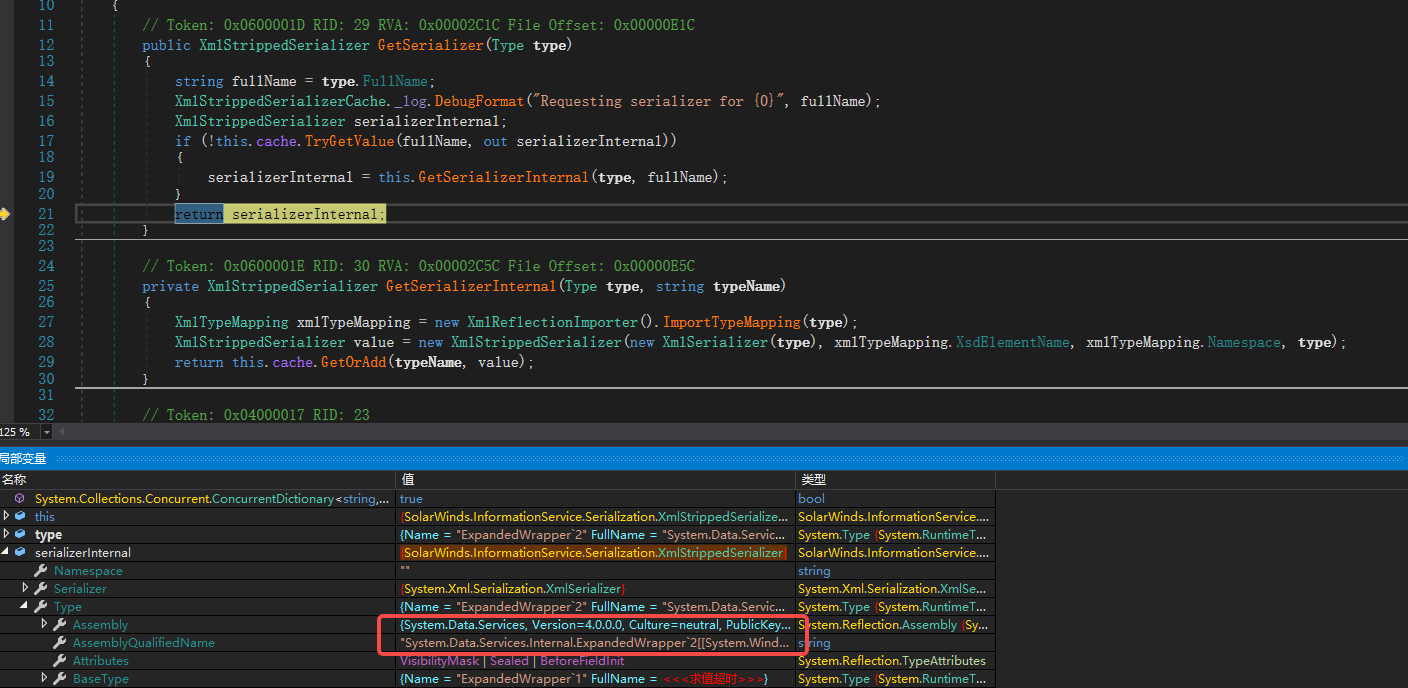 10 {
11 // Token: 0x0600001D RID: 29 RVA: 0x00002C1C File Offset: 0x00000E1C
12 public XmlStrippedSerializer GetSerializer(Type type)
13 {
14 string fullName = type.FullName;
15 XmlStrippedSerializerCache._log.DebugFormat("Requesting serializer for {0}", fullName);
16 XmlStrippedSerializer serializerInternal;
17 if (!this.cache.TryGetValue(fullName, out serializerInternal))
18 {
19 serializerInternal = this.GetSerializerInternal(type, fullName);
20 }
21 return serializerInternal;
22 }
23
24 // Token: 0x0600001E RID: 30 RVA: 0x00002C5C File Offset: 0x00000E5C
25 private XmlStrippedSerializer GetSerializerInternal(Type type, string typeName)
26 {
27 XmlTypeMapping xmlTypeMapping = new XmlReflectionImporter().ImportTypeMapping(type);
28 XmlStrippedSerializer value = new XmlStrippedSerializer(new XmlSerializer(type), xmlTypeMapping.XsdElementName, xmlTypeMapping.Namespace, type);
29 return this.cache.GetOrAdd(typeName, value);
30 }
31
32 // Token: 0x04000017 RID: 23
125 %
局部变量
名称 值 类型
System.Collections.Concurrent.ConcurrentDictionary<string,... true bool
this {SolarWinds.InformationService.Serialization.XmlStrippedSerialize... SolarWinds.InformationService....
type {Name = "ExpandedWrapper`2" FullName = "System.Data.Servic... System.Type {System.RuntimeT...
serializerInternal {SolarWinds.InformationService.Serialization.XmlStrippedSerializer} SolarWinds.InformationService....
Namespace "" string
Serializer {System.Xml.Serialization.XmlSerializer} System.Xml.Serialization.XmlSe...
Type {Name = "ExpandedWrapper`2" FullName = "System.Data.Servic... System.Type {System.RuntimeT...
Assembly {System.Data.Services, Version=4.0.0.0, Culture=neutral, PublicKey... System.Reflection.Assembly {Sy...
AssemblyQualifiedName "System.Data.Services.Internal.ExpandedWrapper`2[[System.Wind... string
Attributes VisibilityMask | Sealed | BeforeFieldInit System.Reflection.TypeAttributes
BaseType {Name = "ExpandedWrapper`1" FullName = <<<求值超时>>>} System.Type {System.RuntimeT...